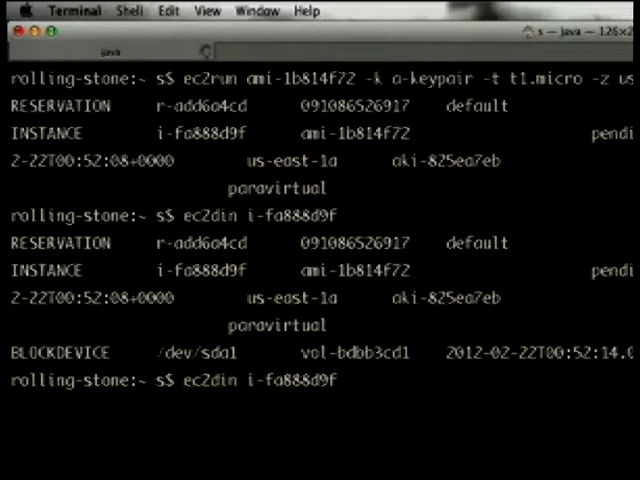 Terminal Shell Edit View Window Help
s — java — 126×2
java
rolling-stone:~ s$ ec2run ami-1b814f72 -k a-keypair -t t1.micro -z us
RESERVATION r-add6a4cd 091086526917 default
INSTANCE i-fa888d9f ami-1b814f72 pendi
2-22T00:52:08+0000 us-east-1a aki-825ea7eb
paravirtual
rolling-stone:~ s$ ec2din i-fa888d9f
RESERVATION r-add6a4cd 091086526917 default
INSTANCE i-fa888d9f ami-1b814f72 pendi
2-22T00:52:08+0000 us-east-1a aki-825ea7eb
paravirtual
BLOCKDEVICE /dev/sda1 vol-bdbb3cd1 2012-02-22T00:52:14.0
rolling-stone:~ s$ ec2din i-fa888d9f